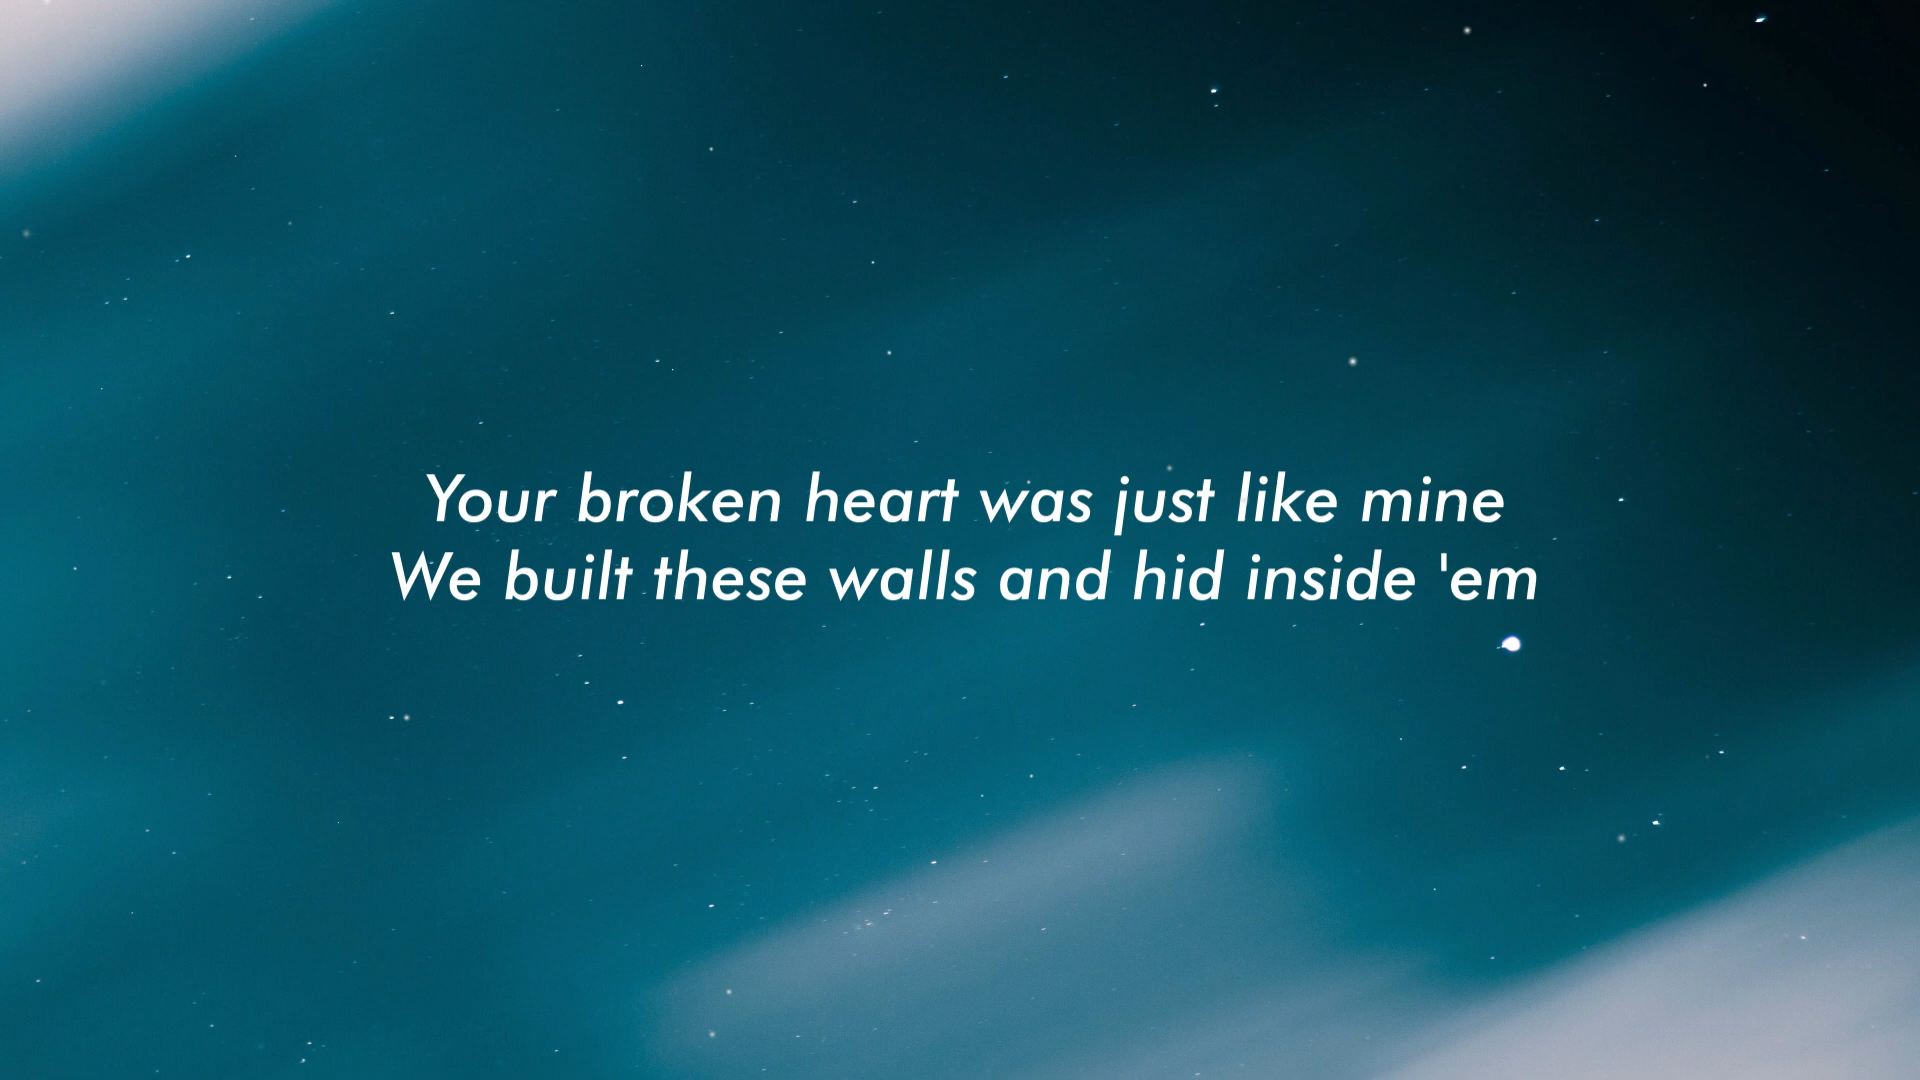 Your broken heart was just like mine
We built these walls and hid inside 'em